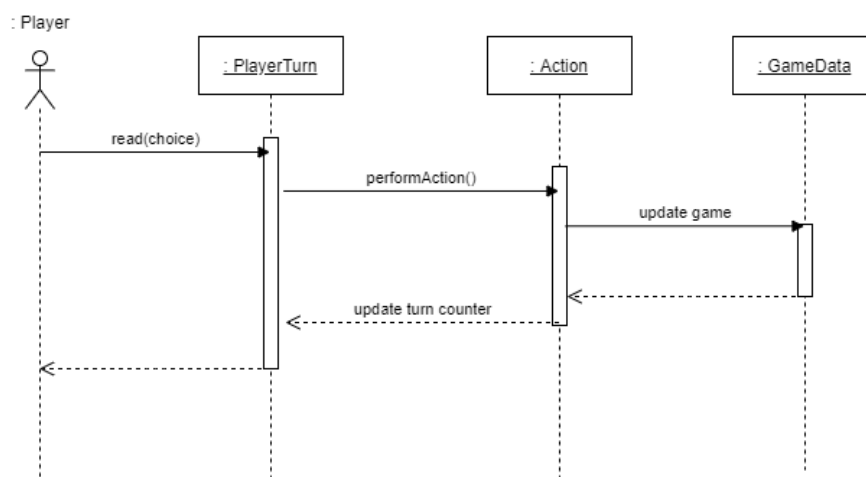 : Player
: PlayerTurn
: Action
: GameData
read(choice)
performAction()
update game
update turn counter